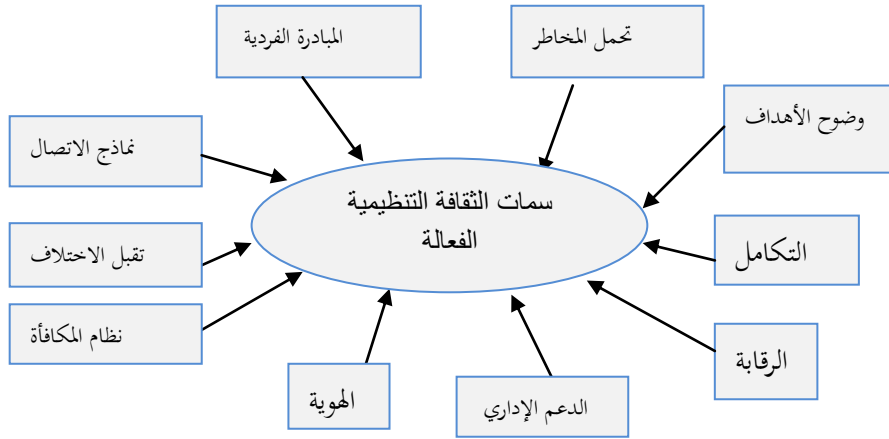 تحمل المخاطر
المبادرة الفردية
وضوح الأهداف
نماذج الاتصال
سمات الثقافة التنظيمية
الفعالة
التكامل
تقبل الاختلاف
نظام المكافأة
الرقابة
الهوية
الدعم الإداري